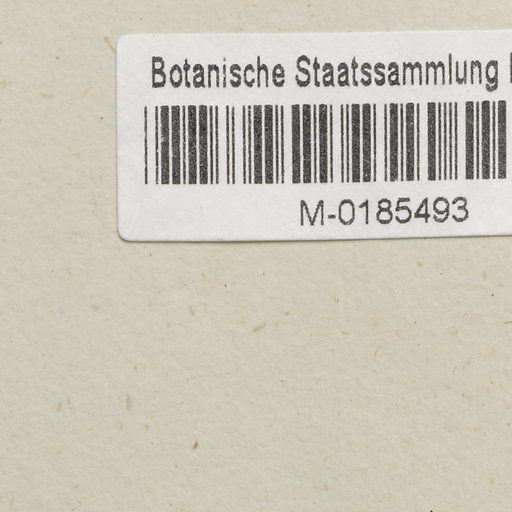 Botanische Staatssammlung
M-0185493